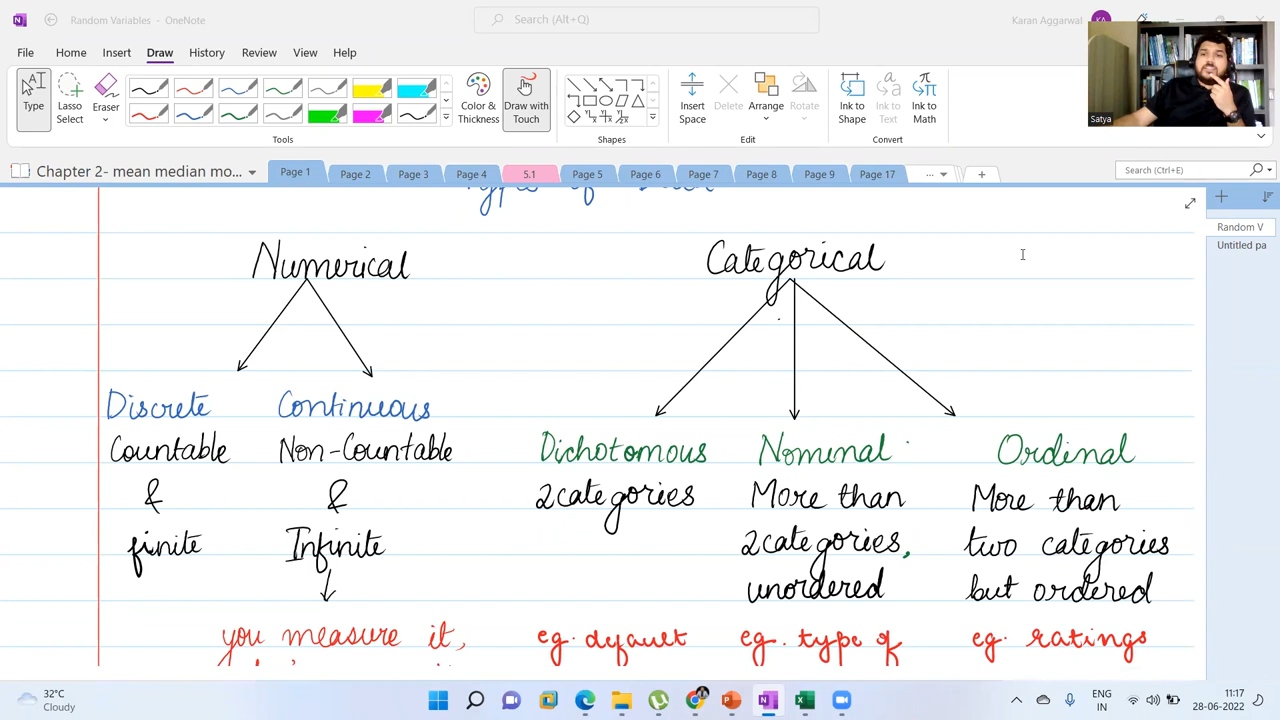 Random Variables - OneNote
Search (Alt+Q)
Karan Aggarwal
KA
File Home Insert Draw History Review View Help
Type
Lasso Select
Eraser
Color & Thickness
Draw with Touch
Insert Space
Delete
Arrange
Rotate
Ink to Shape
Ink to Text
Ink to Math
Tools
Shapes
Edit
Convert
Satya
Chapter 2- mean median mo...
Page 1 Page 2 Page 3 Page 4 5.1 Page 5 Page 6 Page 7 Page 8 Page 9 Page 17 ...
Search (Ctrl+E)
Random V
Untitled pa
Types of
Numerical
Categorical
Discrete
Countable
&
finite
Continuous
Non-Countable
&
Infinite
you measure it,
Dichotomous
2categories
eg. default
Nominal
More than
2categories,
unordered
eg. type of
Ordinal
More than
two categories
but ordered
eg. ratings
32°C
Cloudy
ENG
IN
11:17
28-06-2022